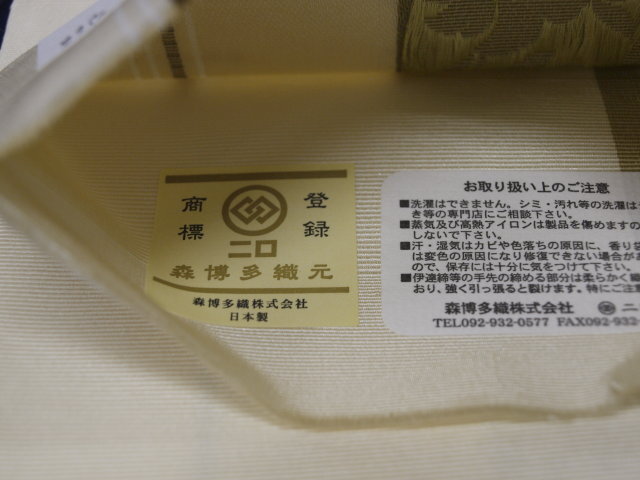 登録
商標
二口
森博多織元
森博多織株式会社
日本製
お取り扱い上のご注意
■洗濯はできません。シミ・汚れ等の洗濯は
き等の専門店にご相談下さい。
■蒸気及び高熱アイロンは製品を傷めますの
しないで下さい。
■汗・湿気はカビや色落ちの原因に、香り袋
は変色の原因になり修復できない場合があ
ので、保存には十分に気をつけて下さい。
■伊達締等の手先の締める部分は柔らかく織
おり、強く引っ張ると裂けます。特にご注意
森博多織株式会社 二
TEL092-932-0577 FAX092-932-